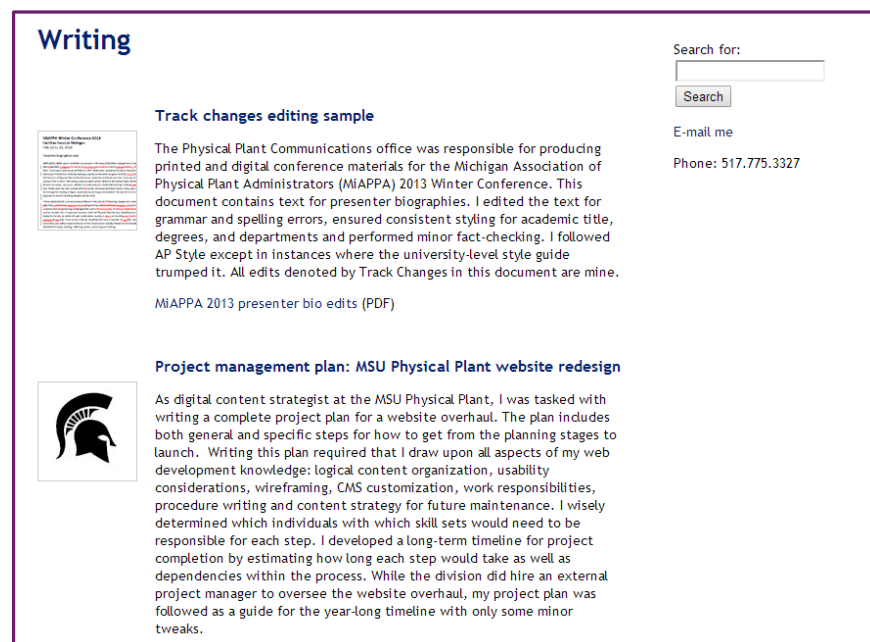 Writing
Search for:
Search
E-mail me
Phone: 517.775.3327
Track changes editing sample
MiAPPA Winter Conference 2013
The Physical Plant Communications office was responsible for producing
printed and digital conference materials for the Michigan Association of
Physical Plant Administrators (MiAPPA) 2013 Winter Conference. This
document contains text for presenter biographies. I edited the text for
grammar and spelling errors, ensured consistent styling for academic title,
degrees, and departments and performed minor fact-checking. I followed
AP Style except in instances where the university-level style guide
trumped it. All edits denoted by Track Changes in this document are mine.
MiAPPA 2013 presenter bio edits (PDF)
Project management plan: MSU Physical Plant website redesign
As digital content strategist at the MSU Physical Plant, I was tasked with
writing a complete project plan for a website overhaul. The plan includes
both general and specific steps for how to get from the planning stages to
launch.  Writing this plan required that I draw upon all aspects of my web
development knowledge: logical content organization, usability
considerations, wireframing, CMS customization, work responsibilities,
procedure writing and content strategy for future maintenance. I wisely
determined which individuals with which skill sets would need to be
responsible for each step. I developed a long-term timeline for project
completion by estimating how long each step would take as well as
dependencies within the process. While the division did hire an external
project manager to oversee the website overhaul, my project plan was
followed as a guide for the year-long timeline with only some minor
tweaks.